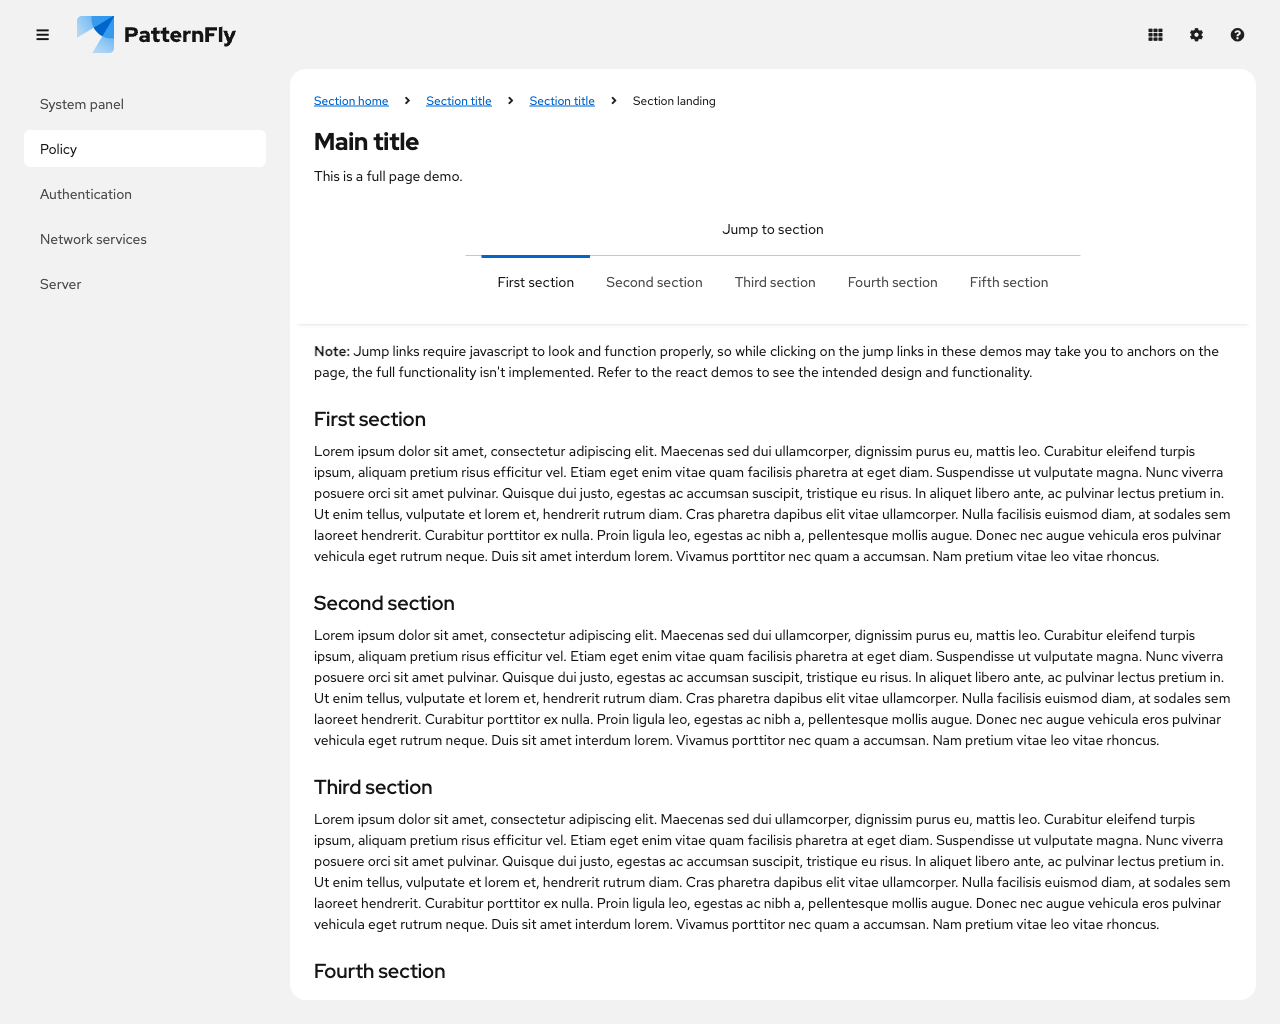 PatternFly
System panel
Policy
Authentication
Network services
Server
Section home
Section title
Section title
Section landing
Main title
This is a full page demo.
Jump to section
First section
Second section
Third section
Fourth section
Fifth section
Note: Jump links require javascript to look and function properly, so while clicking on the jump links in these demos may take you to anchors on the
page, the full functionality isn't implemented. Refer to the react demos to see the intended design and functionality.
First section
Lorem ipsum dolor sit amet, consectetur adipiscing elit. Maecenas sed dui ullamcorper, dignissim purus eu, mattis leo. Curabitur eleifend turpis
ipsum, aliquam pretium risus efficitur vel. Etiam eget enim vitae quam facilisis pharetra at eget diam. Suspendisse ut vulputate magna. Nunc viverra
posuere orci sit amet pulvinar. Quisque dui justo, egestas ac accumsan suscipit, tristique eu risus. In aliquet libero ante, ac pulvinar lectus pretium in.
Ut enim tellus, vulputate et lorem et, hendrerit rutrum diam. Cras pharetra dapibus elit vitae ullamcorper. Nulla facilisis euismod diam, at sodales sem
laoreet hendrerit. Curabitur porttitor ex nulla. Proin ligula leo, egestas ac nibh a, pellentesque mollis augue. Donec nec augue vehicula eros pulvinar
vehicula eget rutrum neque. Duis sit amet interdum lorem. Vivamus porttitor nec quam a accumsan. Nam pretium vitae leo vitae rhoncus.
Second section
Lorem ipsum dolor sit amet, consectetur adipiscing elit. Maecenas sed dui ullamcorper, dignissim purus eu, mattis leo. Curabitur eleifend turpis
ipsum, aliquam pretium risus efficitur vel. Etiam eget enim vitae quam facilisis pharetra at eget diam. Suspendisse ut vulputate magna. Nunc viverra
posuere orci sit amet pulvinar. Quisque dui justo, egestas ac accumsan suscipit, tristique eu risus. In aliquet libero ante, ac pulvinar lectus pretium in.
Ut enim tellus, vulputate et lorem et, hendrerit rutrum diam. Cras pharetra dapibus elit vitae ullamcorper. Nulla facilisis euismod diam, at sodales sem
laoreet hendrerit. Curabitur porttitor ex nulla. Proin ligula leo, egestas ac nibh a, pellentesque mollis augue. Donec nec augue vehicula eros pulvinar
vehicula eget rutrum neque. Duis sit amet interdum lorem. Vivamus porttitor nec quam a accumsan. Nam pretium vitae leo vitae rhoncus.
Third section
Lorem ipsum dolor sit amet, consectetur adipiscing elit. Maecenas sed dui ullamcorper, dignissim purus eu, mattis leo. Curabitur eleifend turpis
ipsum, aliquam pretium risus efficitur vel. Etiam eget enim vitae quam facilisis pharetra at eget diam. Suspendisse ut vulputate magna. Nunc viverra
posuere orci sit amet pulvinar. Quisque dui justo, egestas ac accumsan suscipit, tristique eu risus. In aliquet libero ante, ac pulvinar lectus pretium in.
Ut enim tellus, vulputate et lorem et, hendrerit rutrum diam. Cras pharetra dapibus elit vitae ullamcorper. Nulla facilisis euismod diam, at sodales sem
laoreet hendrerit. Curabitur porttitor ex nulla. Proin ligula leo, egestas ac nibh a, pellentesque mollis augue. Donec nec augue vehicula eros pulvinar
vehicula eget rutrum neque. Duis sit amet interdum lorem. Vivamus porttitor nec quam a accumsan. Nam pretium vitae leo vitae rhoncus.
Fourth section